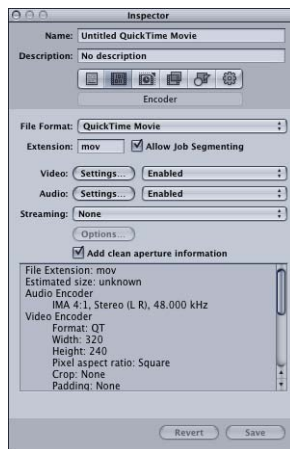 Inspector
Name: Untitled QuickTime Movie
Description: No description
Encoder
File Format: QuickTime Movie
Extension: mov Allow Job Segmenting
Video: Settings... Enabled
Audio: Settings... Enabled
Streaming: None
Options...
Add clean aperture information
File Extension: mov
Estimated size: unknown
Audio Encoder
IMA 4:1, Stereo (L R), 48.000 kHz
Video Encoder
Format: QT
Width: 320
Height: 240
Pixel aspect ratio: Square
Crop: None
Padding: None
Revert Save